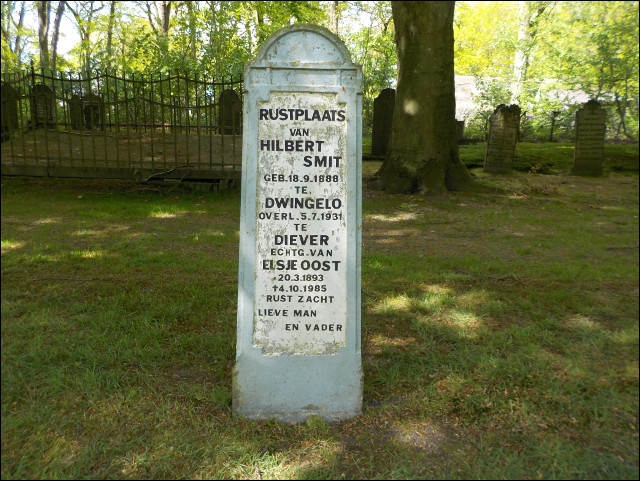 RUSTPLAATS
VAN
HILBERT
SMIT
GEB.18.9.1888
TE
DWINGELO
OVERL.5.7.1931
TE
DIEVER
ECHTG.VAN
ELSJE OOST
20.3.1893
†4.10.1985
RUST ZACHT
LIEVE MAN
EN VADER